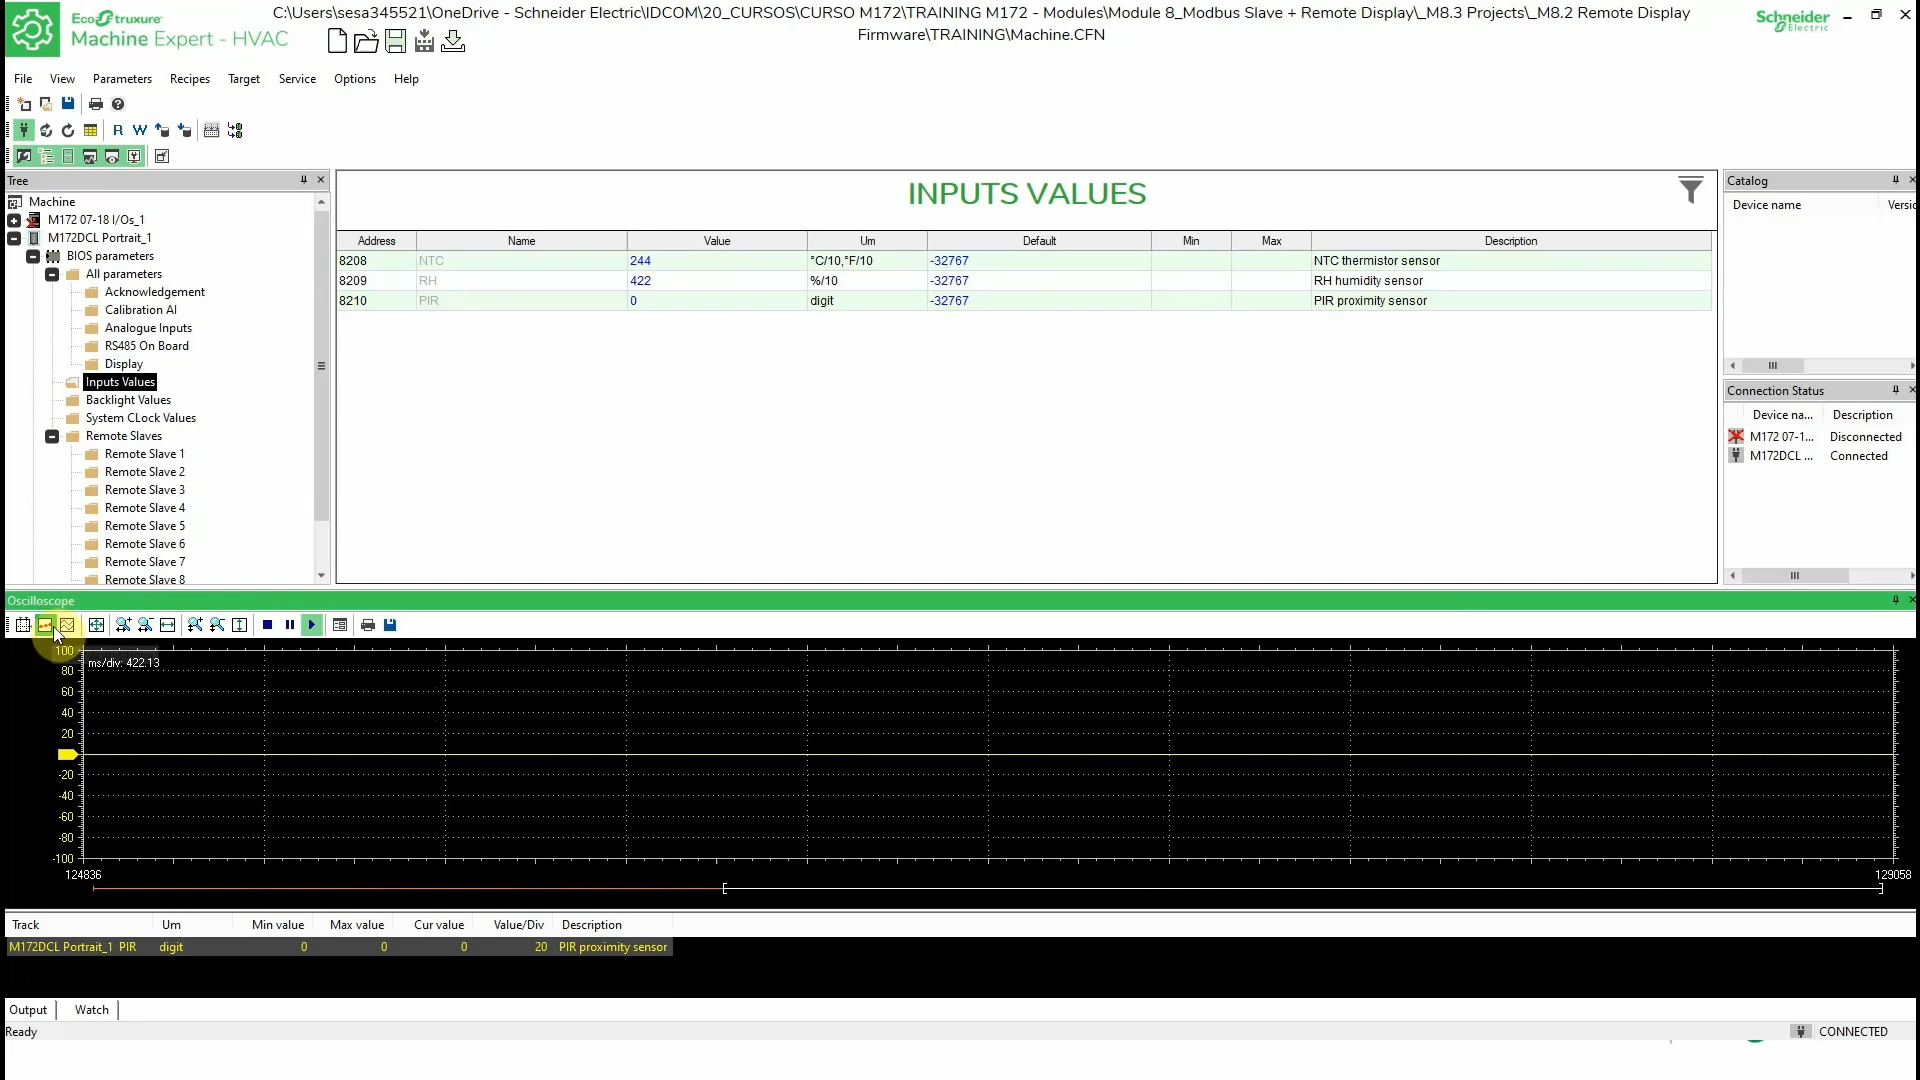 EcoStruxure
Machine Expert - HVAC
C:\Users\sesa345521\OneDrive - Schneider Electric\IDCOM\20_CURSOS\CURSO M172\TRAINING M172 - Modules\Module 8_Modbus Slave + Remote Display\_M8.3 Projects\_M8.2 Remote Display
Firmware\TRAINING\Machine.CFN
Schneider
Electric
File View Parameters Recipes Target Service Options Help
R W
Tree
Machine
M172 07-18 I/Os_1
M172DCL Portrait_1
BIOS parameters
All parameters
Acknowledgement
Calibration AI
Analogue Inputs
RS485 On Board
Display
Inputs Values
Backlight Values
System CLock Values
Remote Slaves
Remote Slave 1
Remote Slave 2
Remote Slave 3
Remote Slave 4
Remote Slave 5
Remote Slave 6
Remote Slave 7
Remote Slave 8
INPUTS VALUES
Address Name Value Um Default Min Max Description
8208 NTC 244 °C/10,°F/10 -32767 NTC thermistor sensor
8209 RH 422 %/10 -32767 RH humidity sensor
8210 PIR 0 digit -32767 PIR proximity sensor
Catalog
Device name Versio
Connection Status
Device na... Description
M172 07-1... Disconnected
M172DCL ... Connected
Oscilloscope
ms/div: 422.13
100
80
60
40
20
-20
-40
-60
-80
-100
124836 129058
Track Um Min value Max value Cur value Value/Div Description
M172DCL Portrait_1 PIR digit 0 0 0 20 PIR proximity sensor
Output Watch
Ready CONNECTED